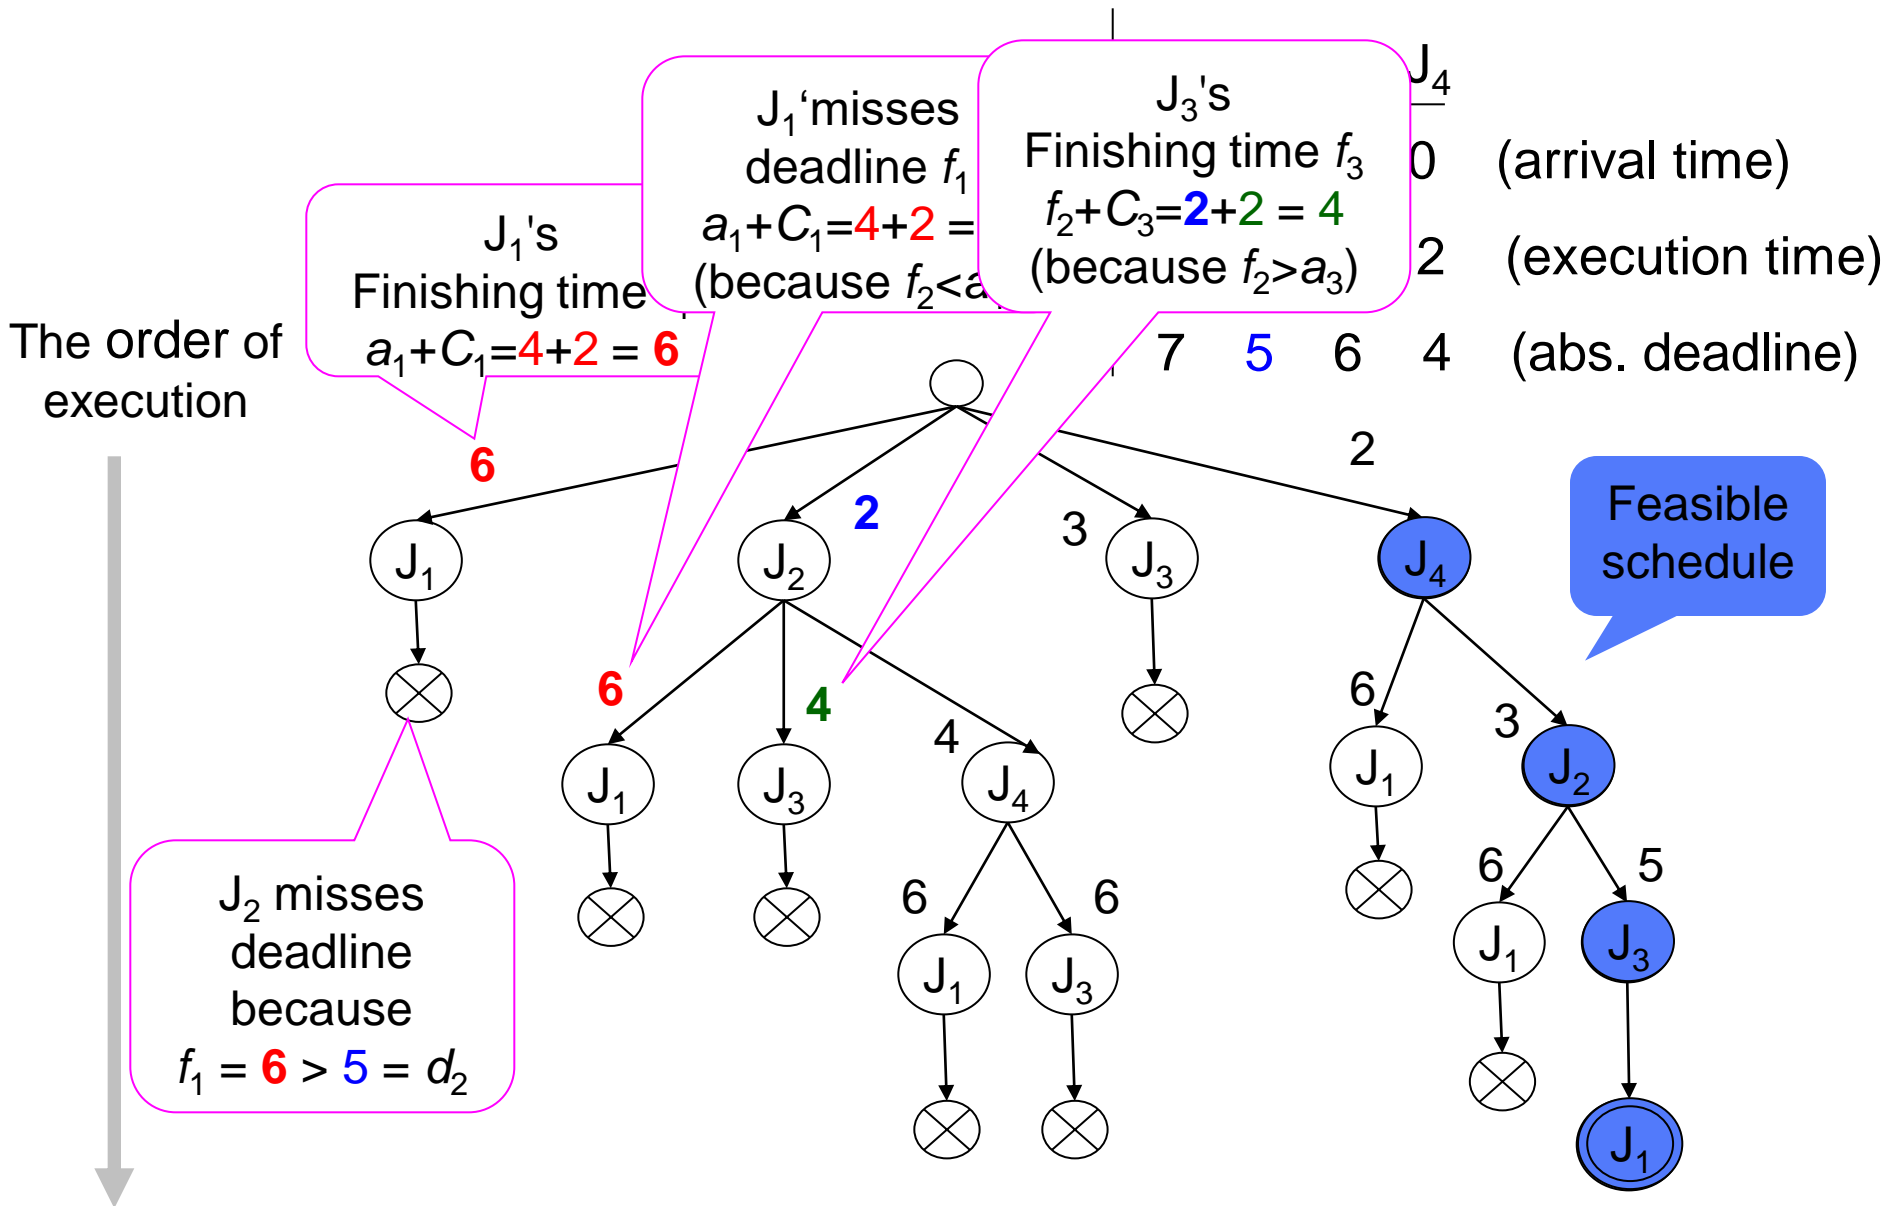 J4
J1's
Finishing time
a1+C1=4+2 = 6
J1‘misses
deadline f1
a1+C1=4+2 =
(because f2<a
J3's
Finishing time f3
f2+C3=2+2 = 4
(because f2>a3)
0 (arrival time)
2 (execution time)
7 5 6 4 (abs. deadline)
The order of
execution
6
2
3
2
Feasible
schedule
J1
J2
J3
J4
6
4
4
6
3
J1
J3
J4
J1
J2
6
6
6
5
J1
J3
J1
J3
J1
J2 misses
deadline
because
f1 = 6 > 5 = d2